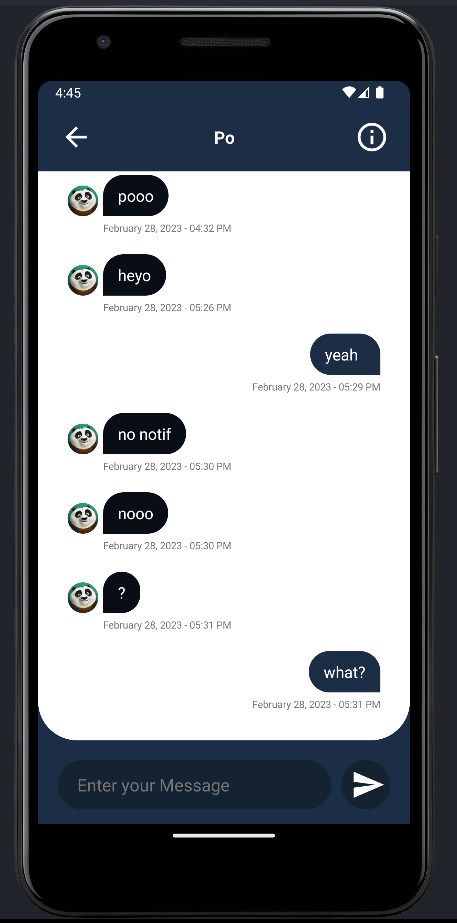 4:45
Po
pooo
February 28, 2023 - 04:32 PM
heyo
February 28, 2023 - 05:26 PM
yeah
February 28, 2023 - 05:29 PM
no notif
February 28, 2023 - 05:30 PM
nooo
February 28, 2023 - 05:30 PM
?
February 28, 2023 - 05:31 PM
what?
February 28, 2023 - 05:31 PM
Enter your Message